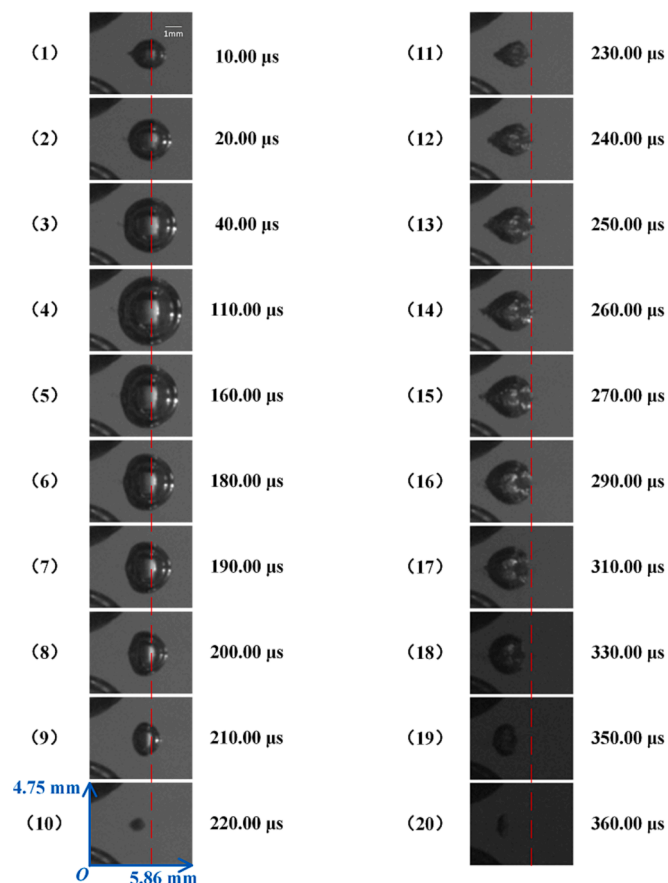 1mm
(1) 10.00 μs
(2) 20.00 μs
(3) 40.00 μs
(4) 110.00 μs
(5) 160.00 μs
(6) 180.00 μs
(7) 190.00 μs
(8) 200.00 μs
(9) 210.00 μs
4.75 mm
(10) 220.00 μs
O 5.86 mm
(11) 230.00 μs
(12) 240.00 μs
(13) 250.00 μs
(14) 260.00 μs
(15) 270.00 μs
(16) 290.00 μs
(17) 310.00 μs
(18) 330.00 μs
(19) 350.00 μs
(20) 360.00 μs